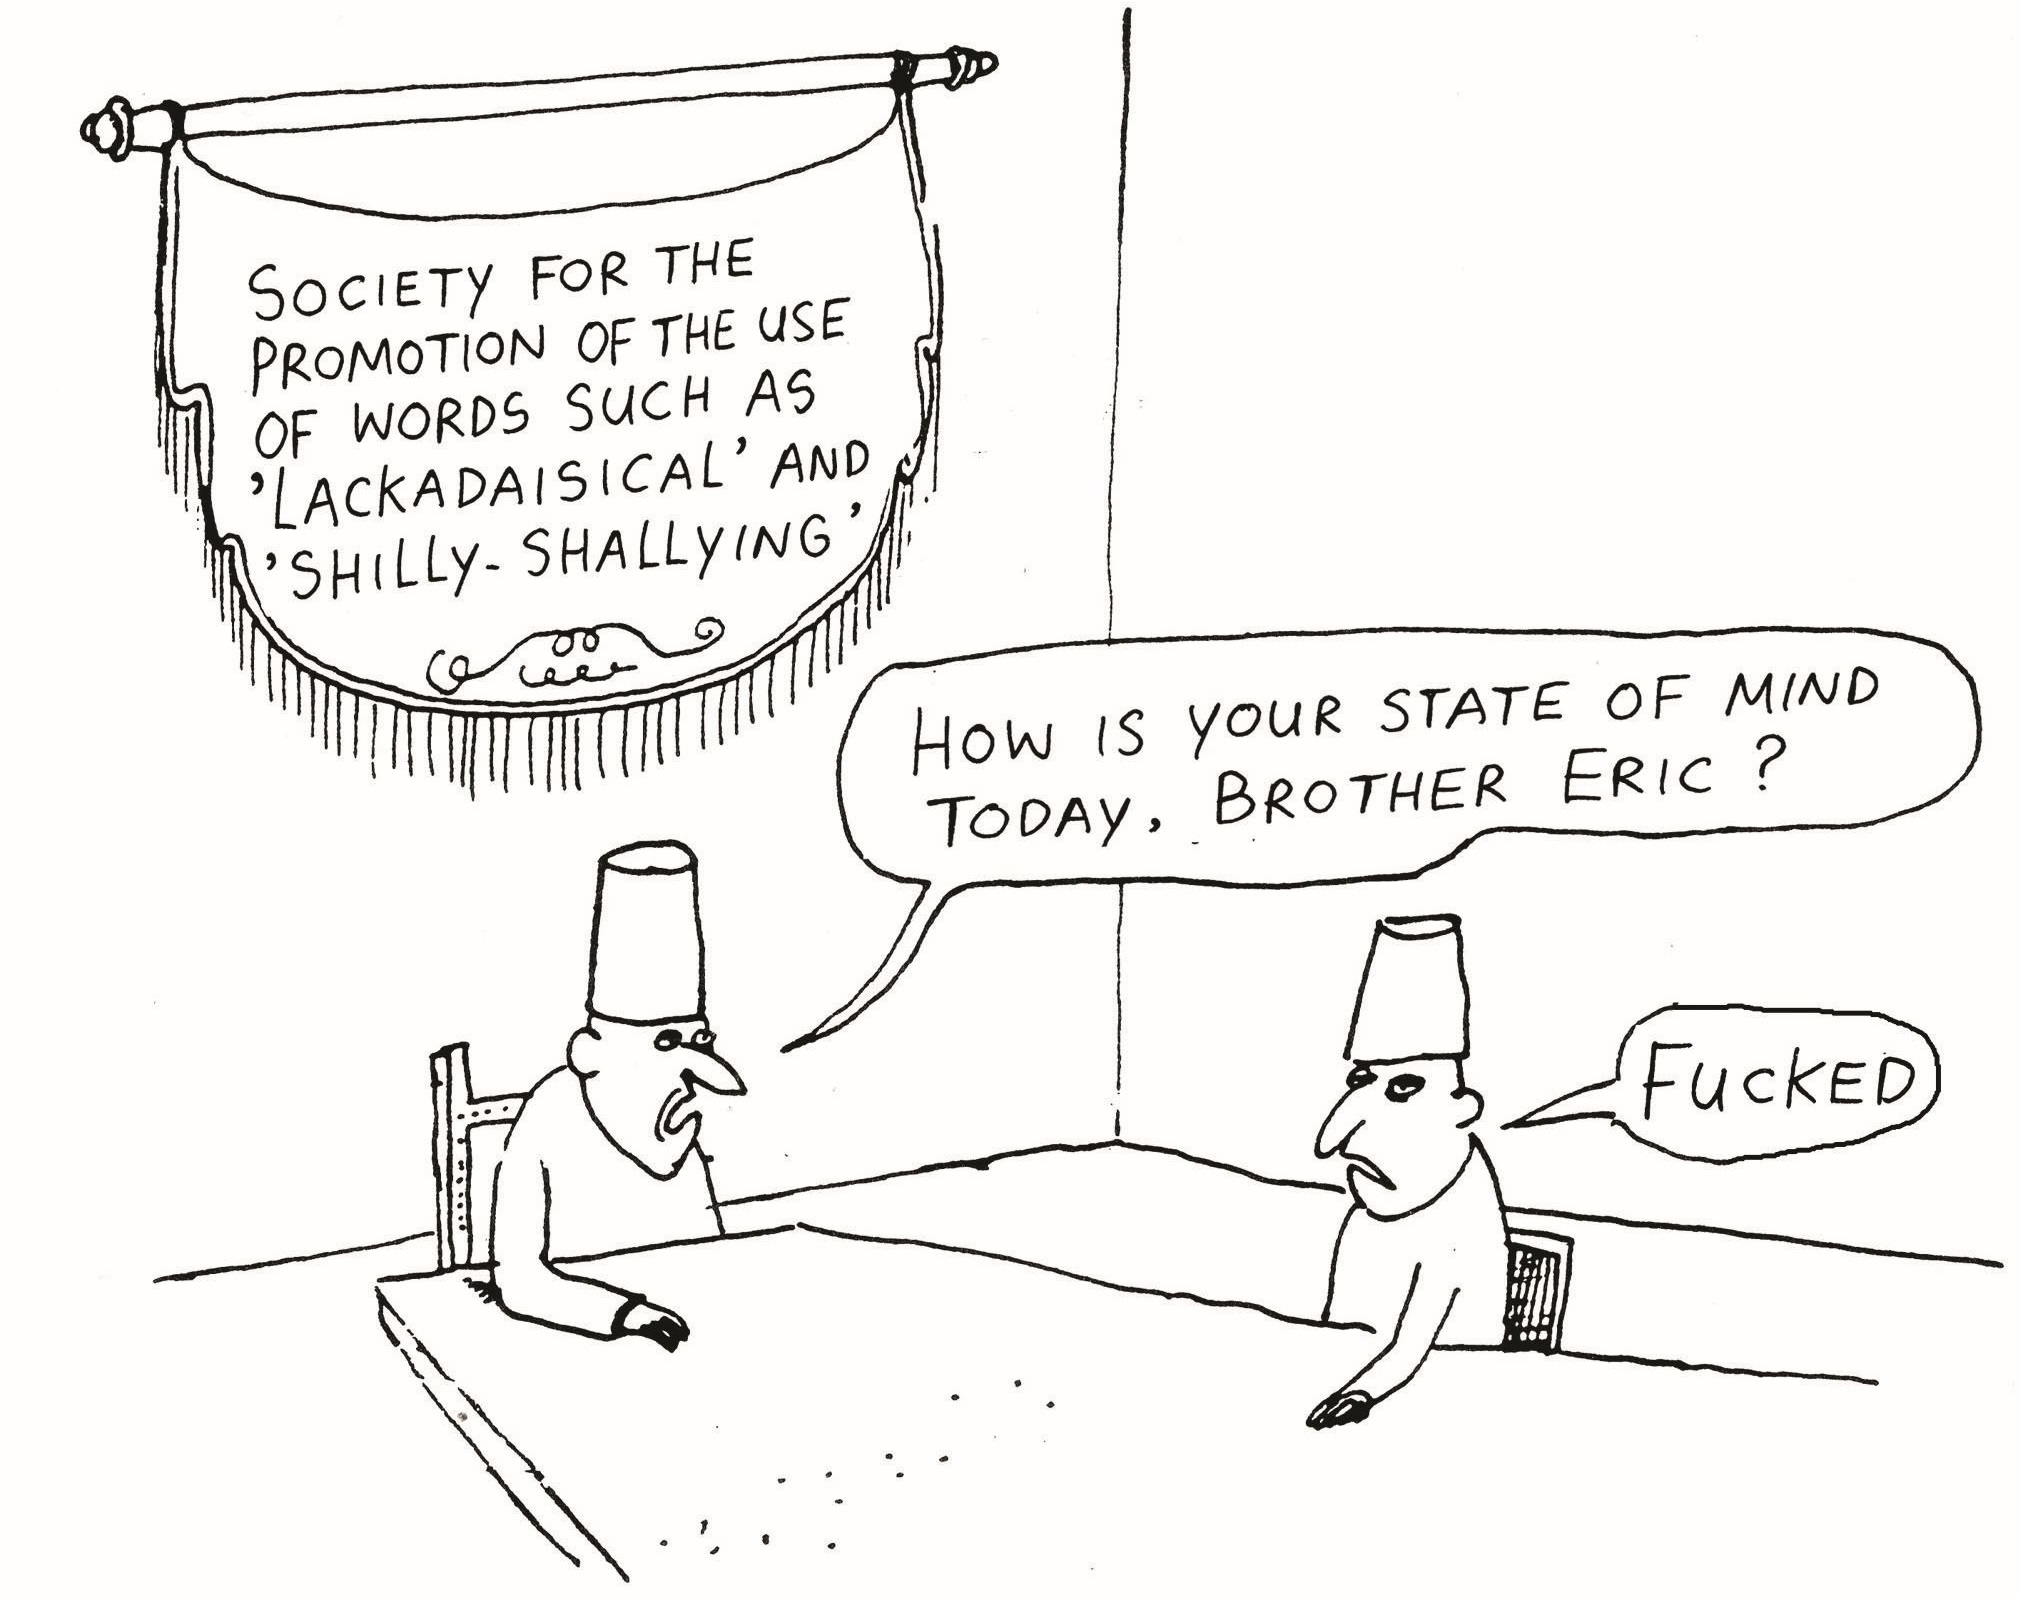 SOCIETY FOR THE
PROMOTION OF THE USE
OF WORDS SUCH AS
'LACKADAISICAL' AND
'SHILLY-SHALLYING'
HOW IS YOUR STATE OF MIND
TODAY, BROTHER ERIC?
FUCKED